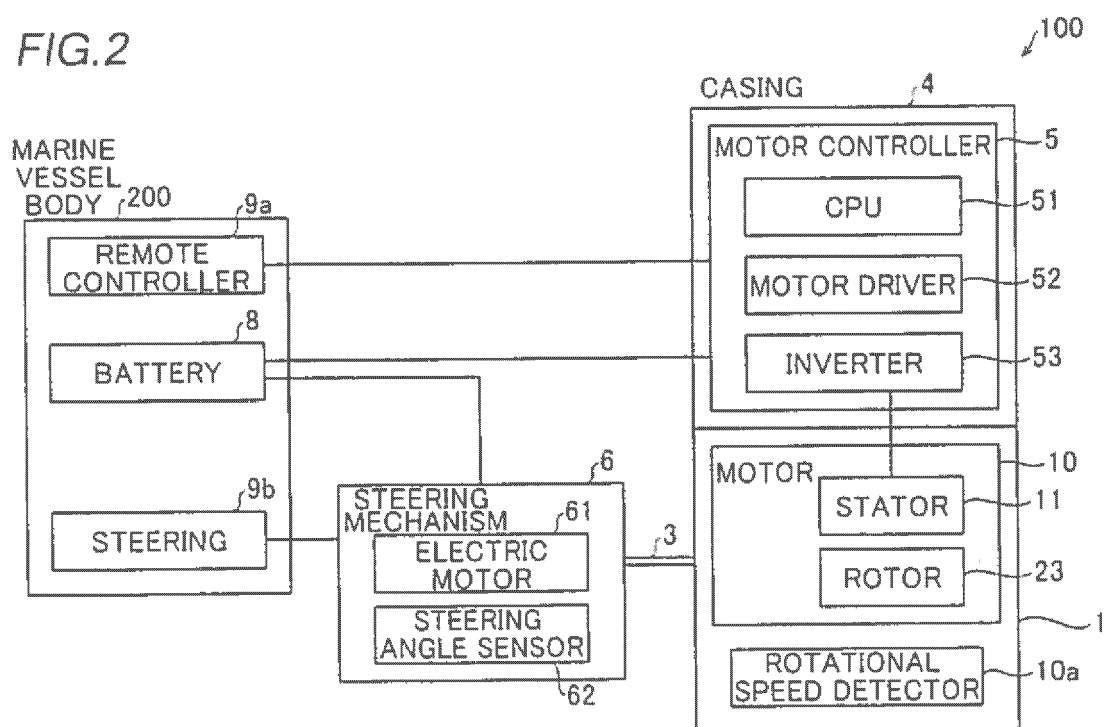 FIG.2
100
CASING
4
MOTOR CONTROLLER
5
CPU
51
MOTOR DRIVER
52
INVERTER
53
MARINE
VESSEL
BODY
200
9a
REMOTE
CONTROLLER
8
BATTERY
9b
STEERING
6
STEERING
MECHANISM
61
ELECTRIC
MOTOR
STEERING
ANGLE SENSOR
62
3
MOTOR
10
STATOR
11
ROTOR
23
1
ROTATIONAL
SPEED DETECTOR
10a